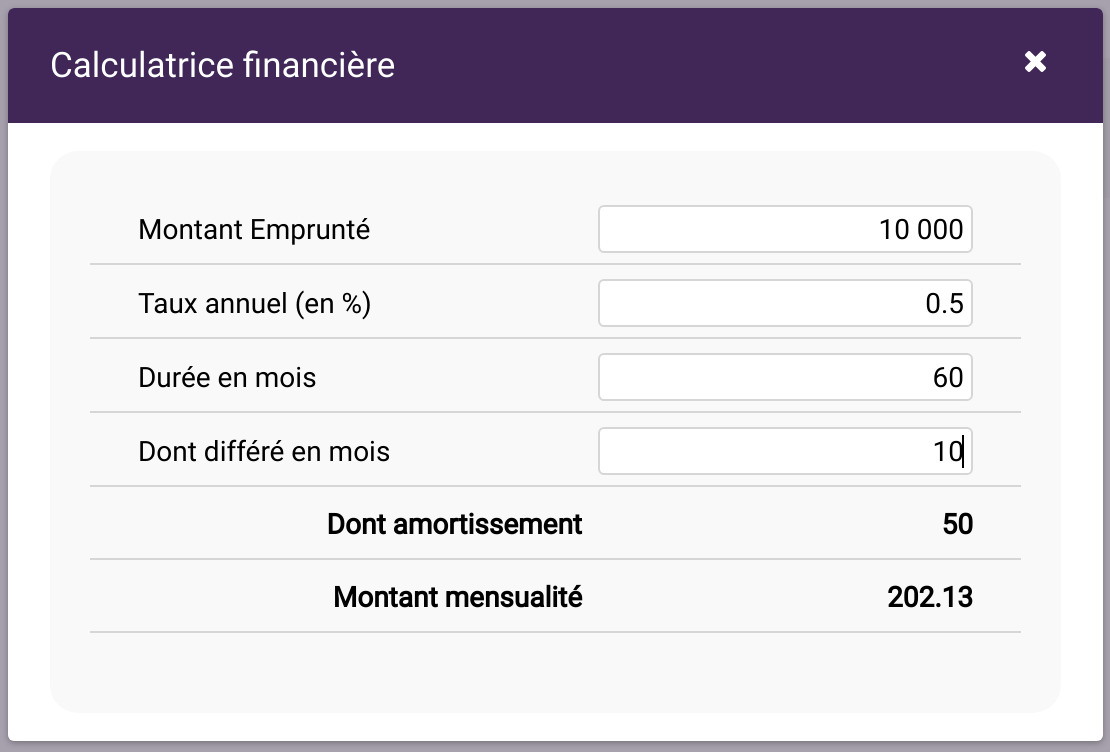 Calculatrice financière
Montant Emprunté 10 000
Taux annuel (en %) 0.5
Durée en mois 60
Dont différé en mois 10
Dont amortissement 50
Montant mensualité 202.13